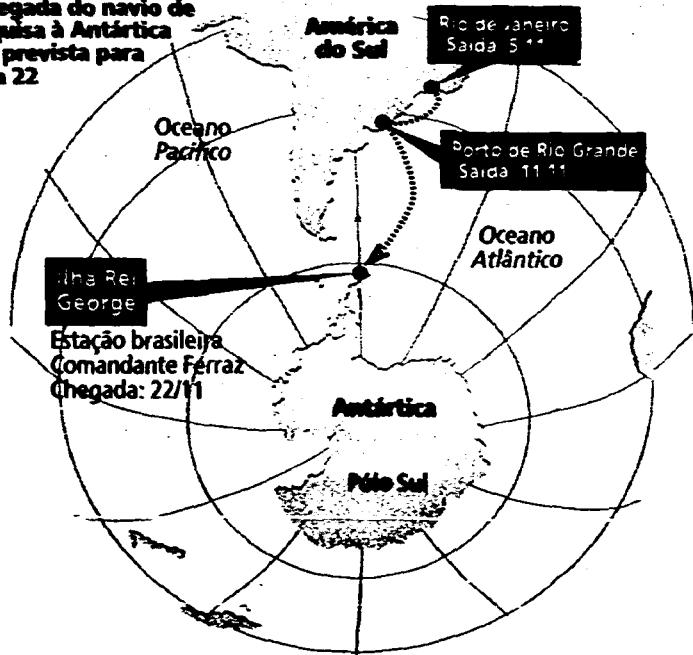 egada do navio de
uisa à Antártica
prevista para
22
América
do Sul
Rio de Janeiro
Saída: 5/11
Oceano
Pacífico
Porto de Rio Grande
Saída: 11/11
Oceano
Atlântico
Ilha Rei
George
Estação brasileira
Comandante Ferraz
Chegada: 22/11
Antártica
Pólo Sul